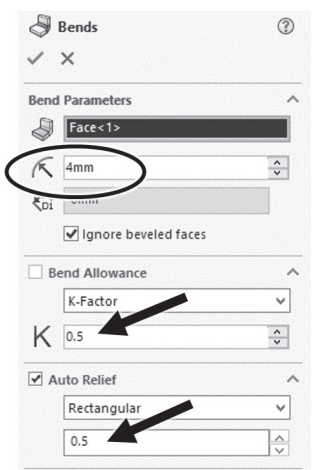 Bends
Bend Parameters
Face<1>
4mm
Ignore beveled faces
Bend Allowance
K-Factor
K 0.5
Auto Relief
Rectangular
0.5